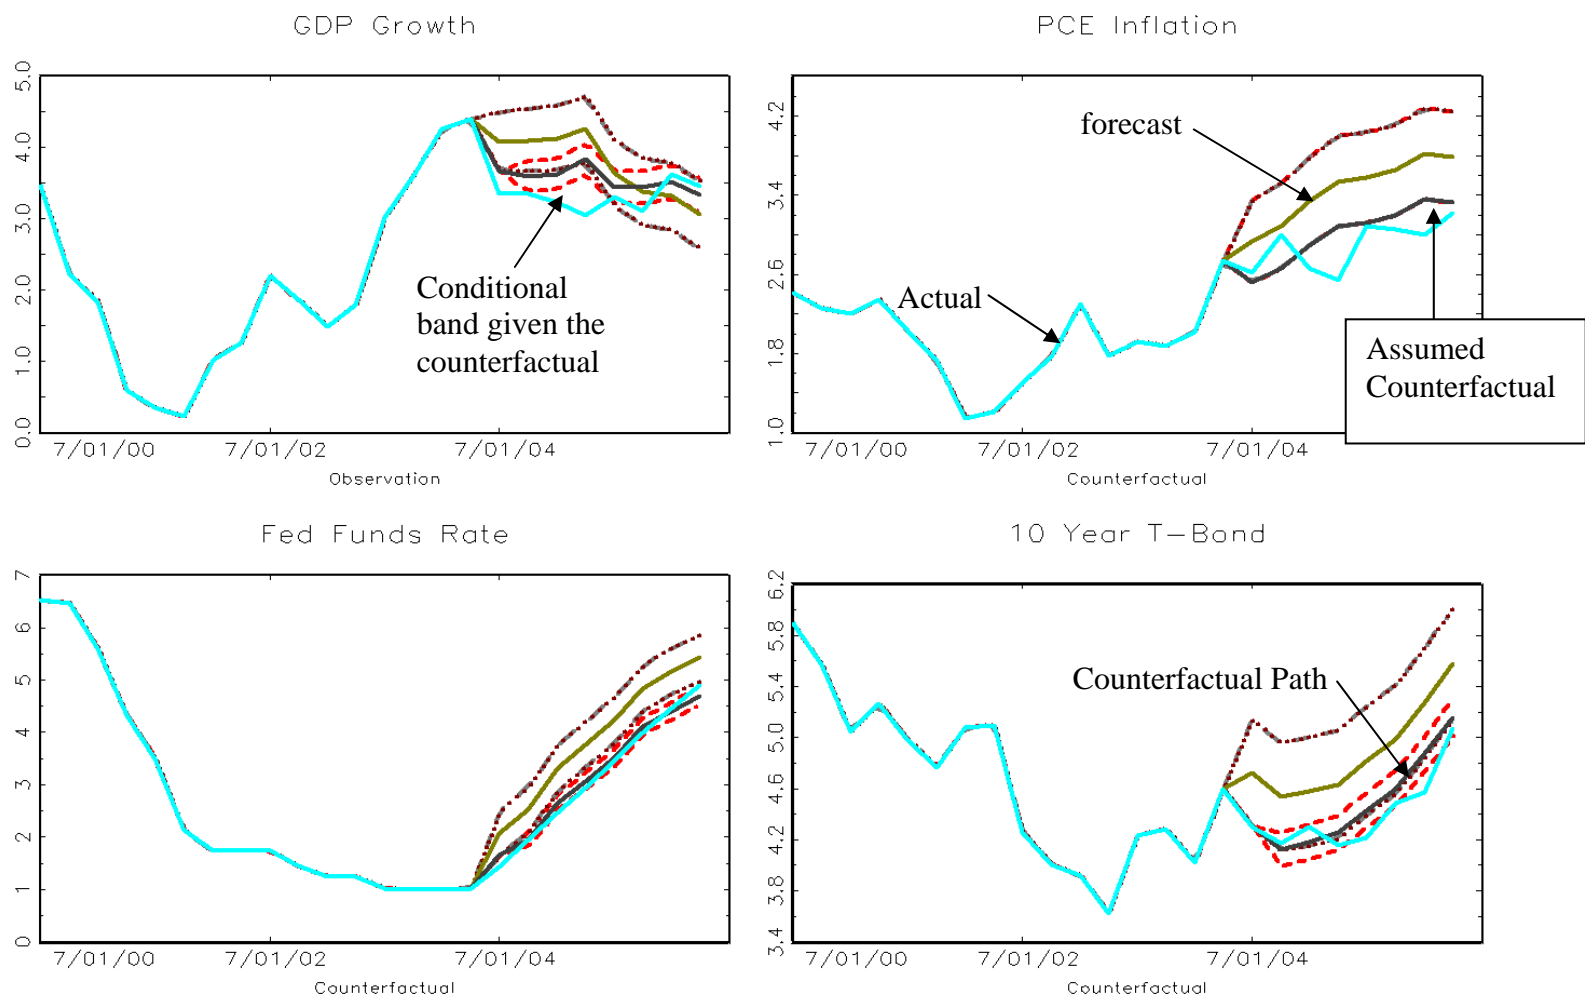 GDP Growth
5.0
4.0
3.0
2.0
1.0
0.0
Conditional
band given the
counterfactual
7/01/00
7/01/02
7/01/04
Observation
PCE Inflation
4.2
3.4
2.6
1.8
1.0
forecast
Actual
Assumed
Counterfactual
7/01/00
7/01/02
7/01/04
Counterfactual
Fed Funds Rate
7
6
5
4
3
2
1
0
7/01/00
7/01/02
7/01/04
Counterfactual
10 Year T-Bond
6.2
5.8
5.4
5.0
4.6
4.2
3.8
3.4
Counterfactual Path
7/01/00
7/01/02
7/01/04
Counterfactual